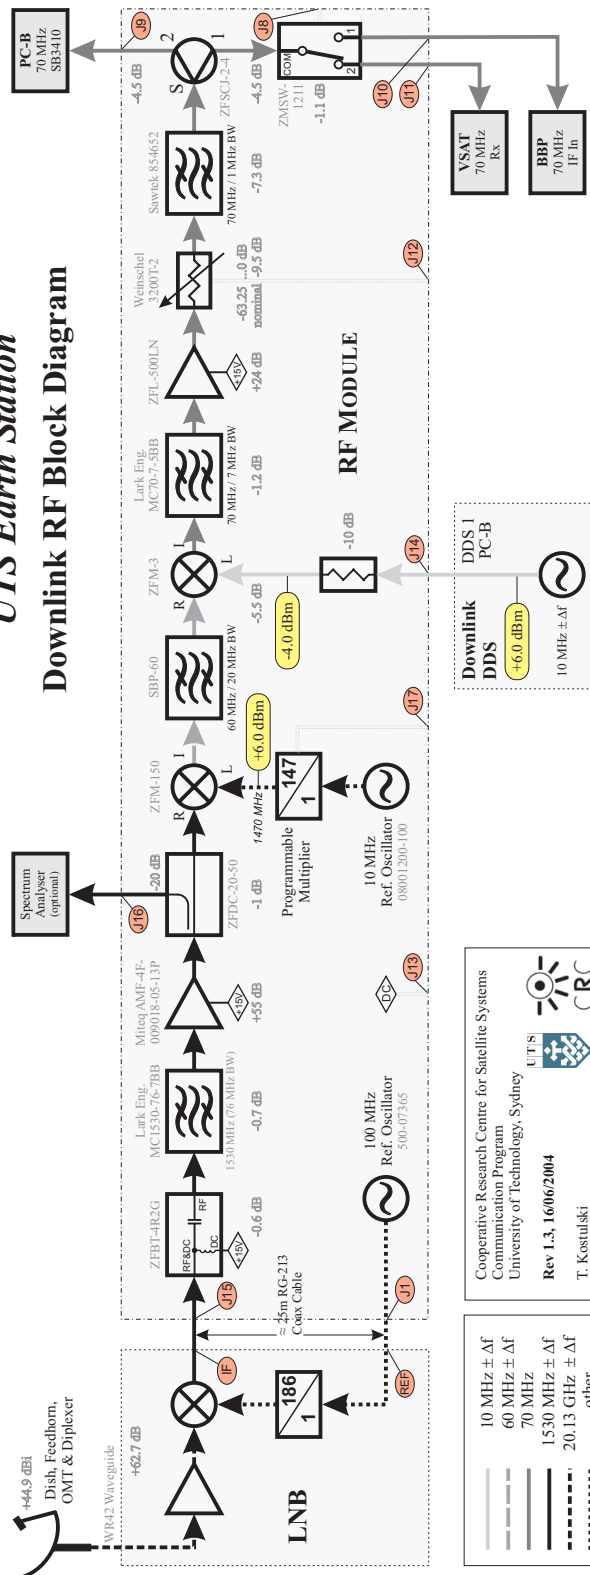 UTS Earth Station
Downlink RF Block Diagram
+44.9 dBi
Dish, Feedhorn,
OMT & Diplexer
WR42 Waveguide
+62.7 dB
LNB
186
1
IF
REF
≈ 25m RG-213
Coax Cable
J15
J1
ZFBT-4R2G
RF&DC
RF
DC
+15V
-0.6 dB
100 MHz
Ref. Oscillator
500-07365
Lark Eng.
MC1530-76-7BB
1530 MHz (76 MHz BW)
-0.7 dB
Miteq AMF-4F-
009018-05-13P
+15V
+55 dB
DC
J13
Spectrum
Analyser
(optional)
J16
-20 dB
ZFDC-20-50
-1 dB
ZFM-150
R
I
L
1470 MHz
+6.0 dBm
147
1
Programmable
Multiplier
10 MHz
Ref. Oscillator
08001200-100
J17
SBP-60
60 MHz / 20 MHz BW
ZFM-3
R
I
L
-5.5 dB
-4.0 dBm
-10 dB
J14
Downlink
DDS
DDS 1
PC-B
+6.0 dBm
10 MHz ± Δf
Lark Eng.
MC70-7-5BB
70 MHz / 7 MHz BW
-1.2 dB
RF MODULE
ZFL-500LN
+15V
+24 dB
Weinschel
3200T-2
-63.25 ...0 dB
nominal -9.5 dB
J12
Sawtek 854652
70 MHz / 1 MHz BW
-7.3 dB
S
2
1
ZFSCJ-2-4
-4.5 dB
-4.5 dB
J9
PC-B
70 MHz
SB3410
J8
COM
1
2
ZMSW-
1211
-1.1 dB
J10
J11
VSAT
70 MHz
Rx
BBP
70 MHz
IF In
10 MHz ± Δf
60 MHz ± Δf
70 MHz
1530 MHz ± Δf
20.13 GHz ± Δf
other
Cooperative Research Centre for Satellite Systems
Communication Program
University of Technology, Sydney
Rev 1.3, 16/06/2004
T. Kostulski
UTS
CRC